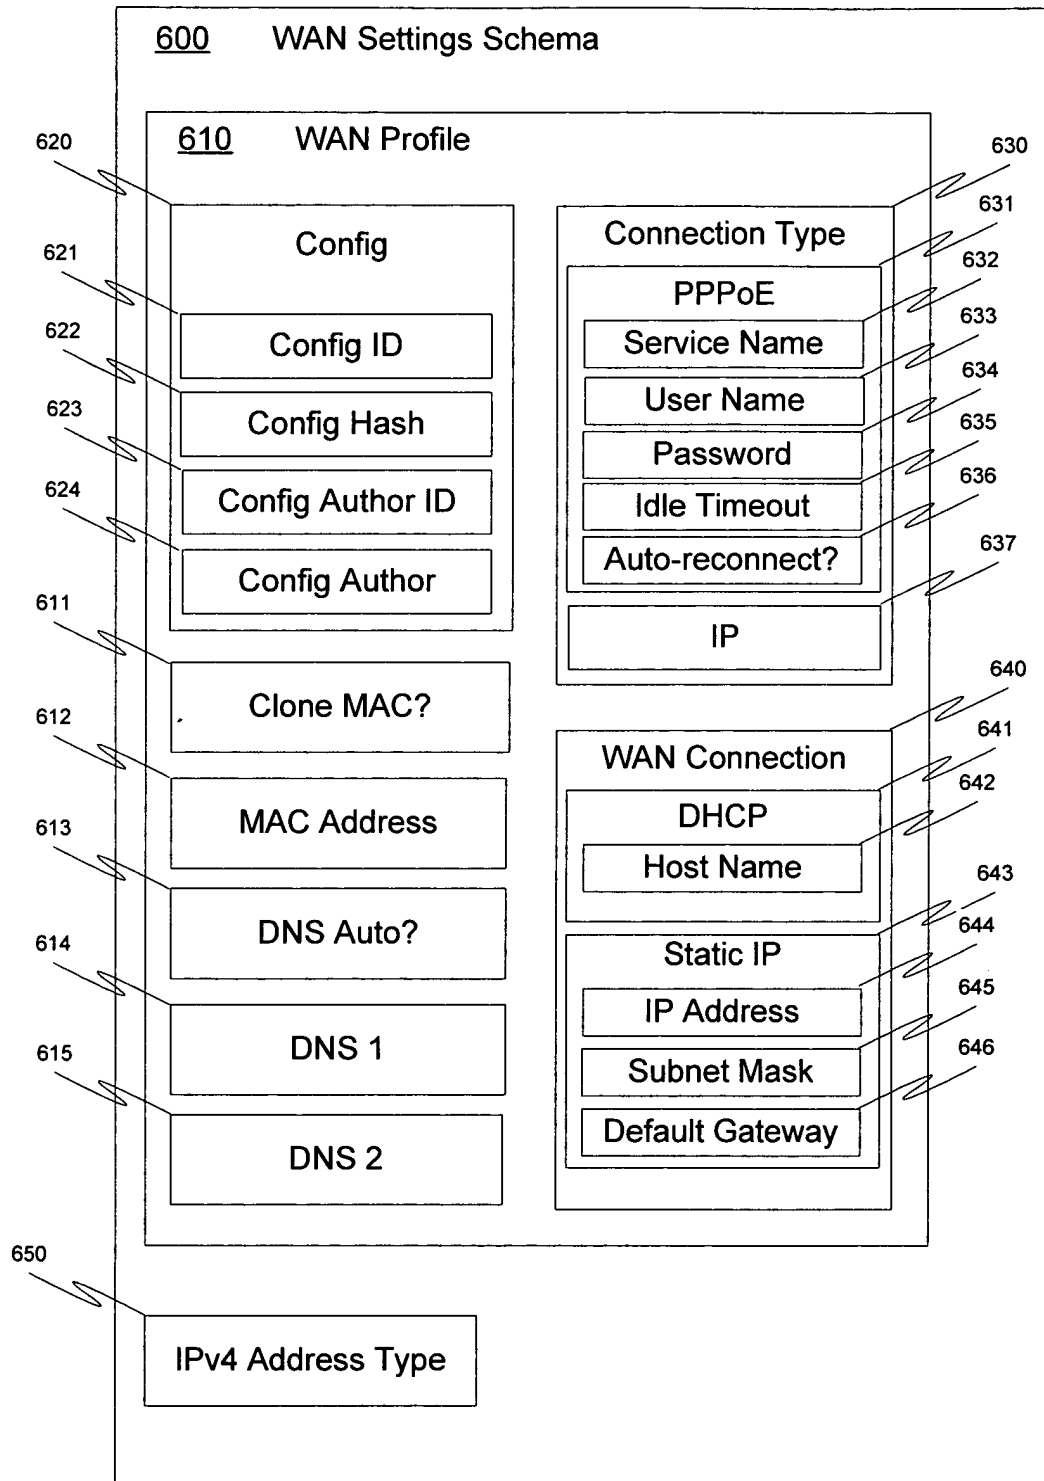 600 WAN Settings Schema
610 WAN Profile
620
Config
621
Config ID
622
Config Hash
623
Config Author ID
624
Config Author
611
Clone MAC?
612
MAC Address
613
DNS Auto?
614
DNS 1
615
DNS 2
630
Connection Type
631
PPPoE
632
Service Name
633
User Name
634
Password
635
Idle Timeout
636
Auto-reconnect?
637
IP
640
WAN Connection
641
DHCP
642
Host Name
643
Static IP
644
IP Address
645
Subnet Mask
646
Default Gateway
650
IPv4 Address Type